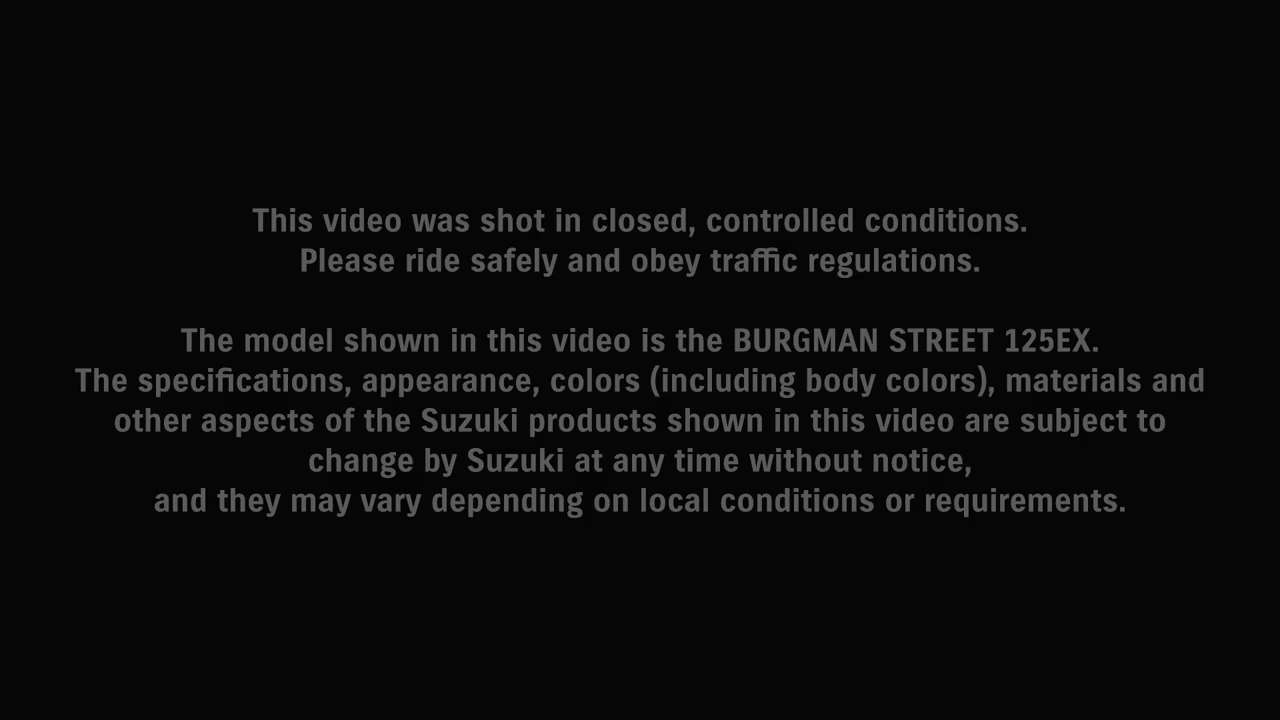 This video was shot in closed, controlled conditions.
Please ride safely and obey traffic regulations.
The model shown in this video is the BURGMAN STREET 125EX.
The specifications, appearance, colors (including body colors), materials and
other aspects of the Suzuki products shown in this video are subject to
change by Suzuki at any time without notice,
and they may vary depending on local conditions or requirements.